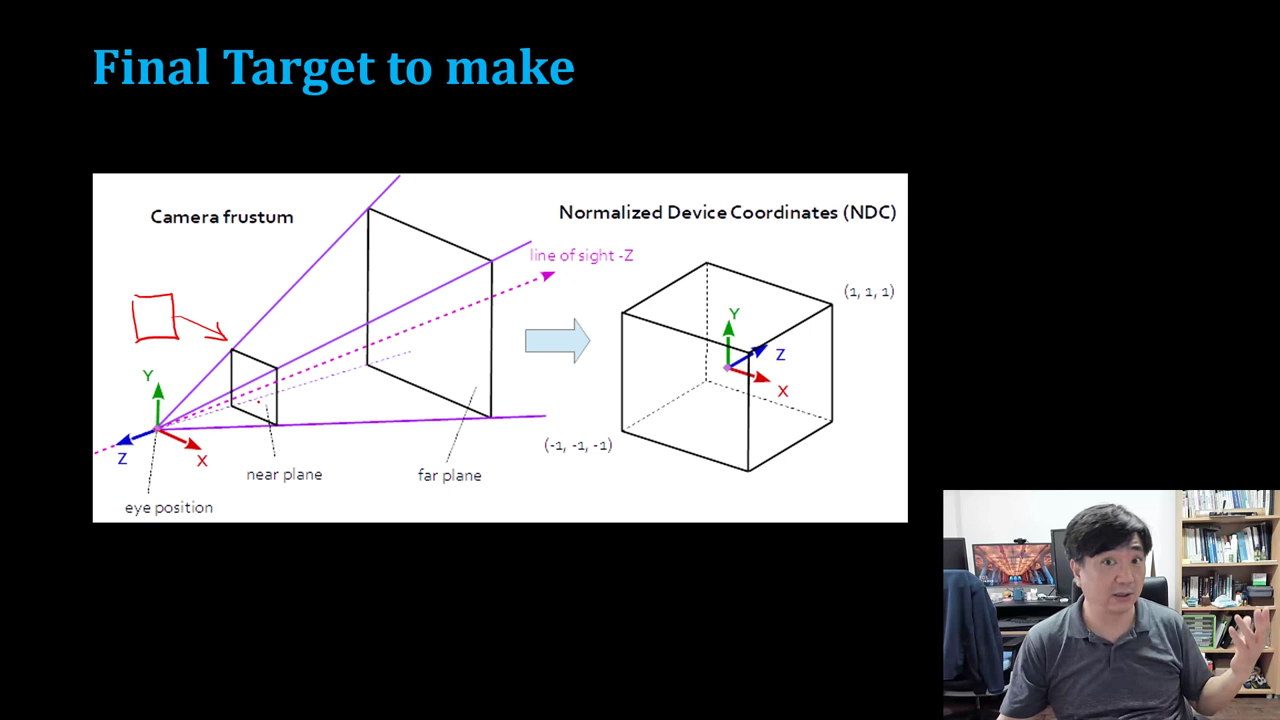 Final Target to make
Camera frustum
Normalized Device Coordinates (NDC)
line of sight -Z
(1, 1, 1)
Y
Z
X
Y
Z
X
(-1, -1, -1)
near plane
far plane
eye position